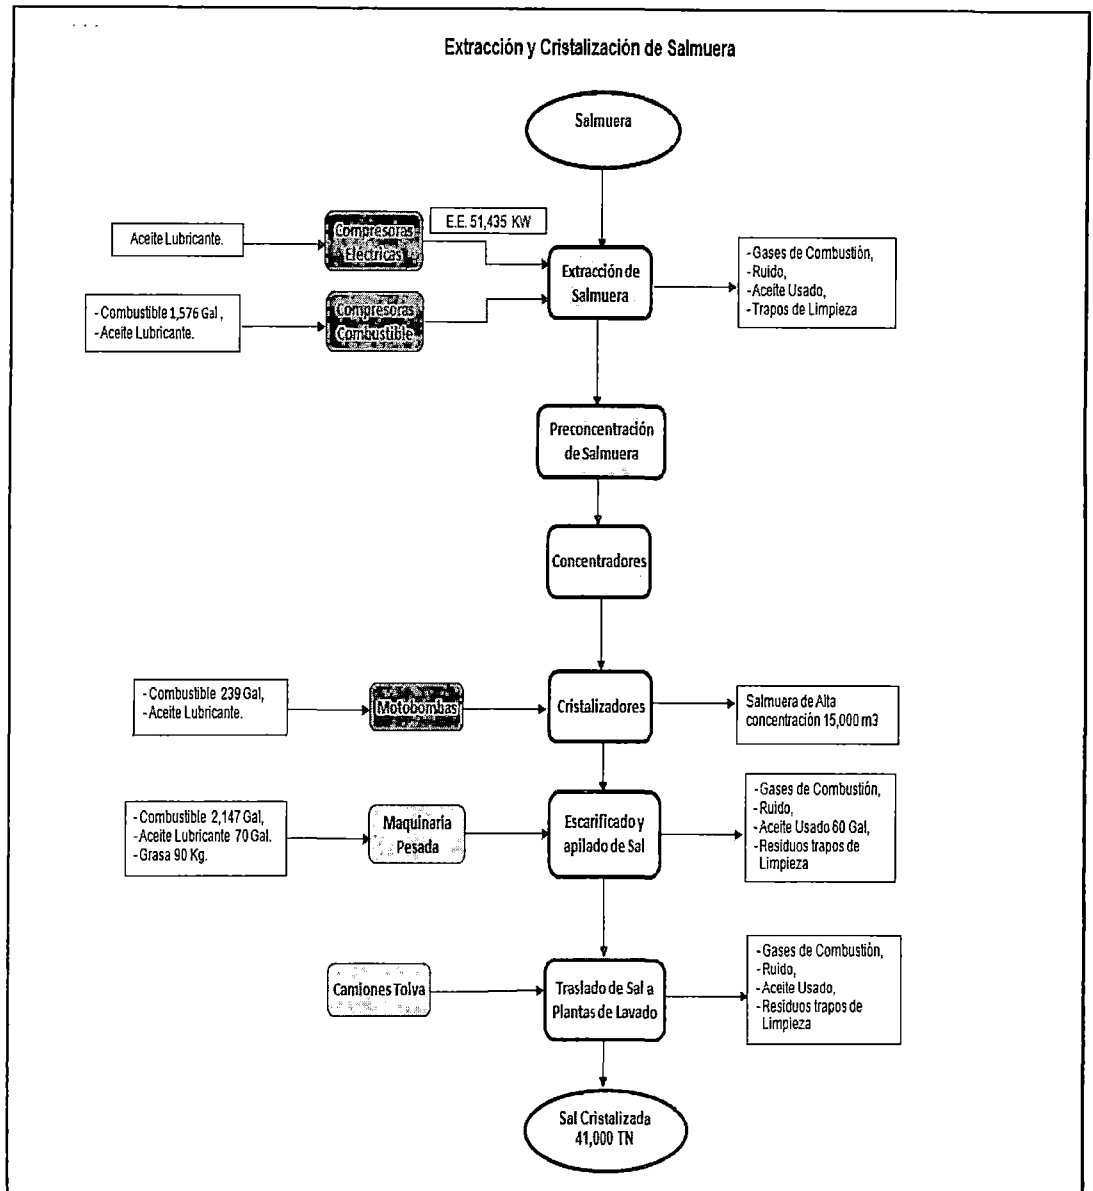 Extracción y Cristalización de Salmuera
Salmuera
Aceite Lubricante.
Compresoras
Eléctricas
E.E. 51,435 KW
Extracción de
Salmuera
- Gases de Combustión,
- Ruido,
- Aceite Usado,
- Trapos de Limpieza
- Combustible 1,576 Gal ,
- Aceite Lubricante.
Compresoras
Combustible
Preconcentración
de Salmuera
Concentradores
- Combustible 239 Gal,
- Aceite Lubricante.
Motobombas
Cristalizadores
Salmuera de Alta
concentración 15,000 m3
- Combustible 2,147 Gal,
- Aceite Lubricante 70 Gal.
- Grasa 90 Kg.
Maquinaria
Pesada
Escarificado y
apilado de Sal
- Gases de Combustión,
- Ruido,
- Aceite Usado 60 Gal,
- Residuos trapos de
Limpieza
Camiones Tolva
Traslado de Sal a
Plantas de Lavado
- Gases de Combustión,
- Ruido,
- Aceite Usado,
- Residuos trapos de
Limpieza
Sal Cristalizada
41,000 TN